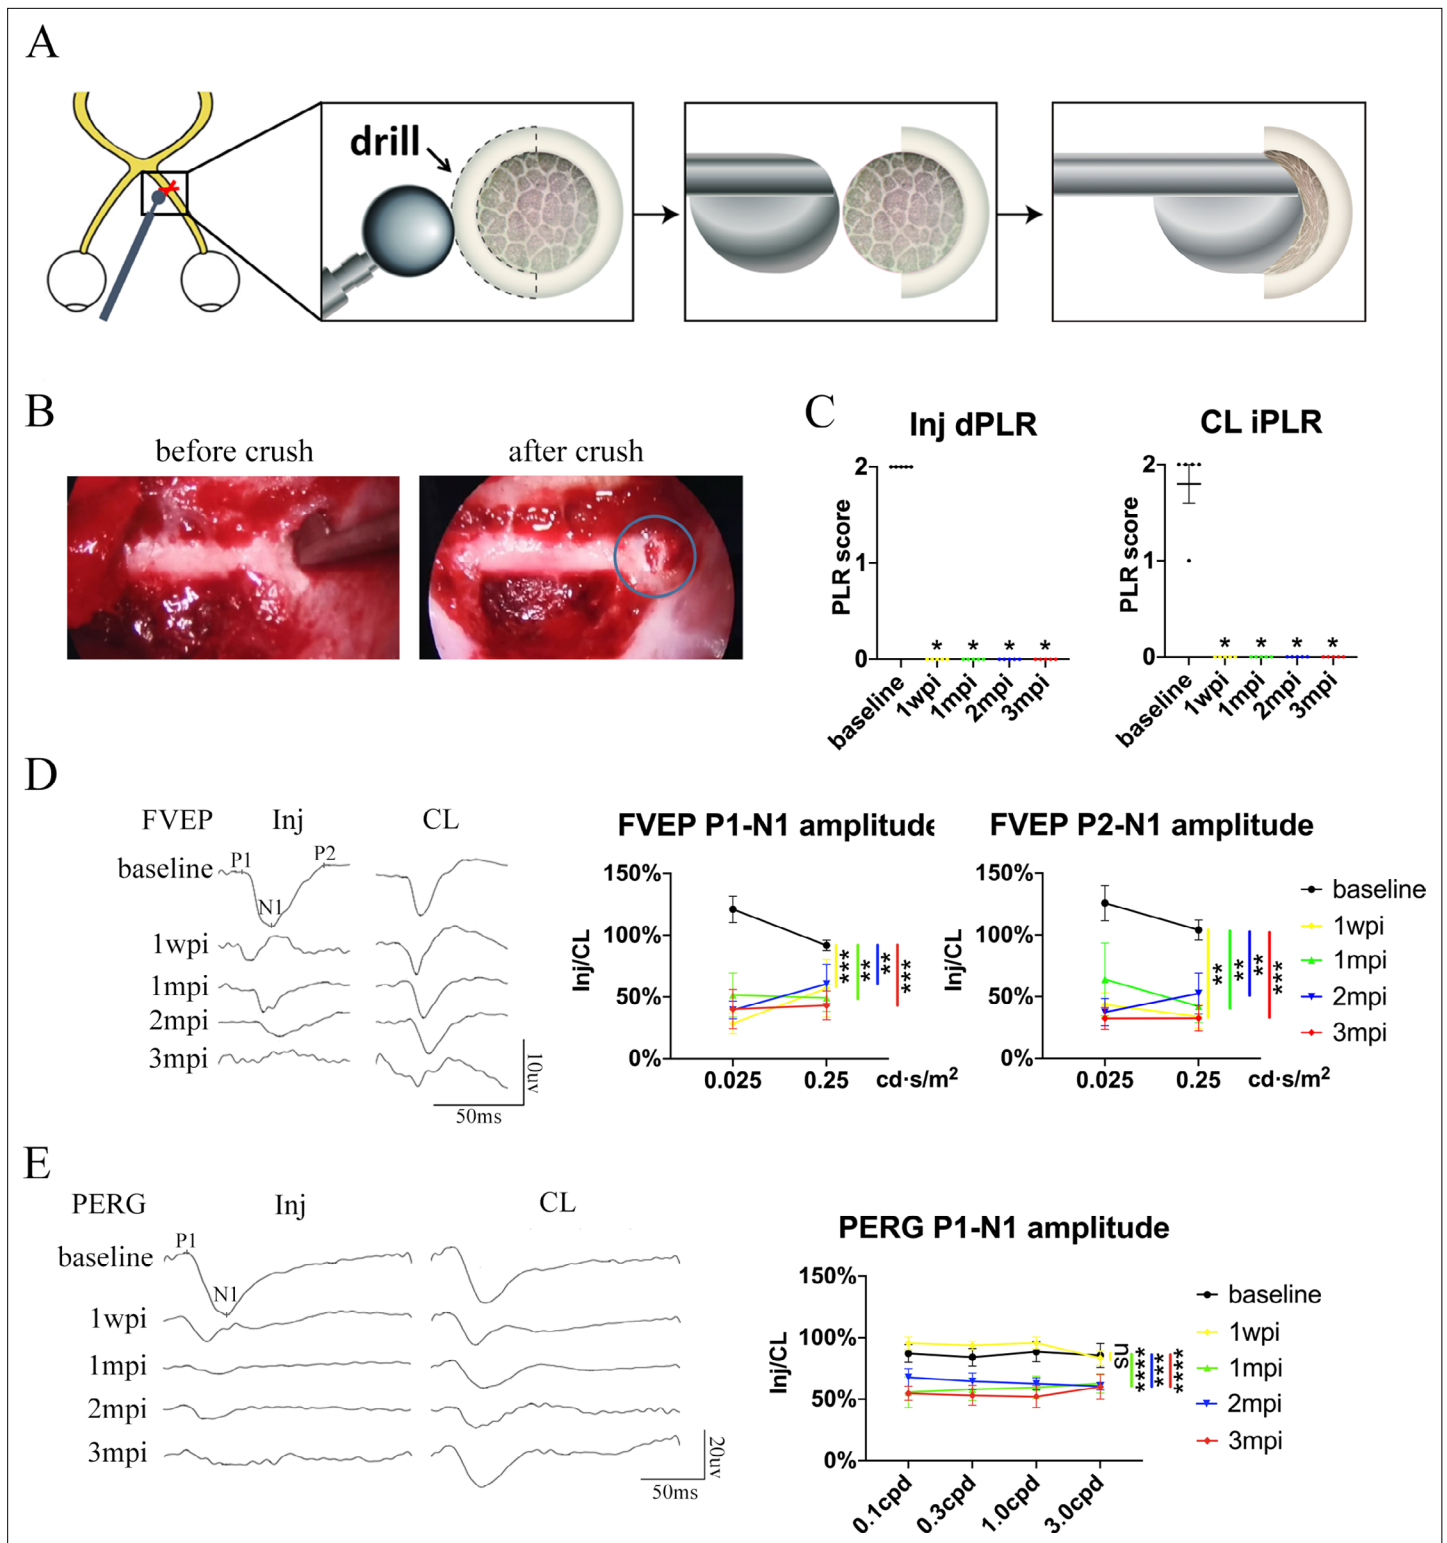 A
drill
B
before crush
after crush
C
Inj dPLR
PLR score
2
1
0
baseline
1wpi
*
1mpi
*
2mpi
*
3mpi
*
CL iPLR
PLR score
2
1
0
baseline
1wpi
*
1mpi
*
2mpi
*
3mpi
*
D
FVEP
Inj
CL
baseline
P1
N1
P2
1wpi
1mpi
2mpi
3mpi
10uv
50ms
FVEP P1-N1 amplitude
Inj/CL
150%
100%
50%
0%
0.025
0.25
cd·s/m²
***
**
**
***
FVEP P2-N1 amplitude
Inj/CL
150%
100%
50%
0%
0.025
0.25
cd·s/m²
**
**
**
***
baseline
1wpi
1mpi
2mpi
3mpi
E
PERG
Inj
CL
baseline
P1
N1
1wpi
1mpi
2mpi
3mpi
20uv
50ms
PERG P1-N1 amplitude
Inj/CL
150%
100%
50%
0%
0.1cpd
0.3cpd
1.0cpd
3.0cpd
ns
****
***
****
baseline
1wpi
1mpi
2mpi
3mpi